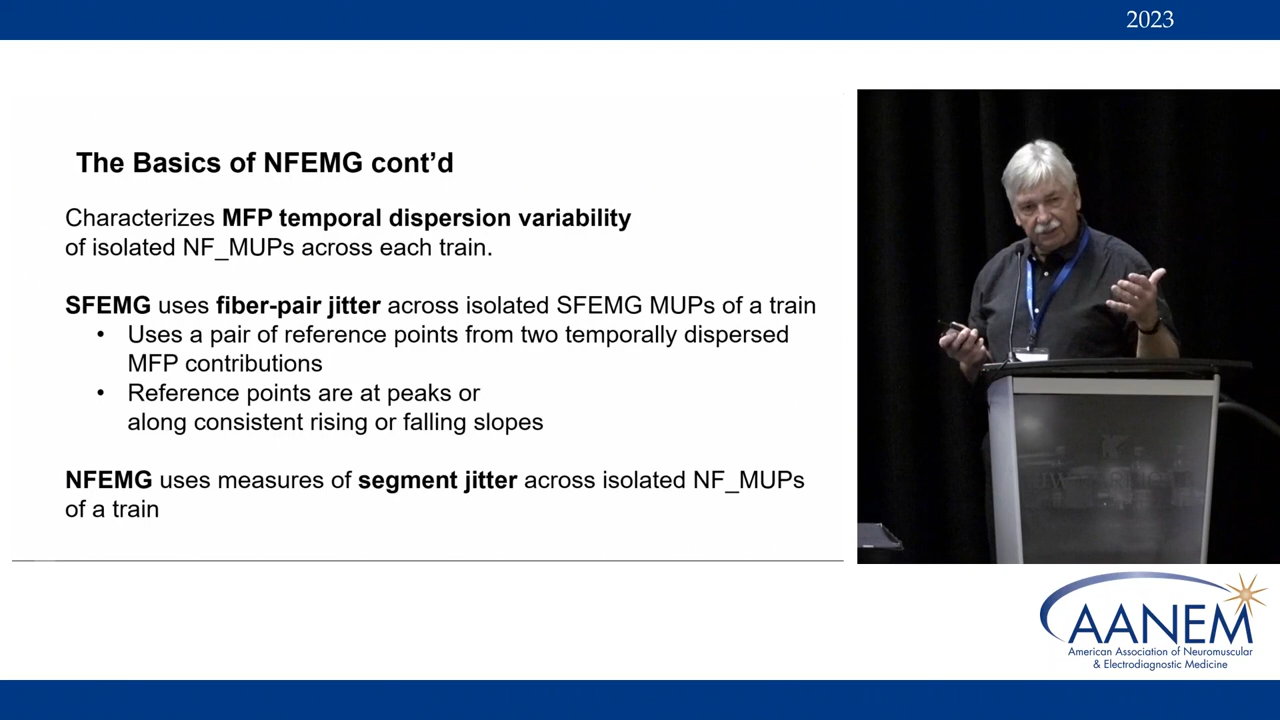 2023
The Basics of NFEMG cont’d
Characterizes MFP temporal dispersion variability
of isolated NF_MUPs across each train.
SFEMG uses fiber-pair jitter across isolated SFEMG MUPs of a train
• Uses a pair of reference points from two temporally dispersed
MFP contributions
• Reference points are at peaks or
along consistent rising or falling slopes
NFEMG uses measures of segment jitter across isolated NF_MUPs
of a train
AANEM
American Association of Neuromuscular
& Electrodiagnostic Medicine